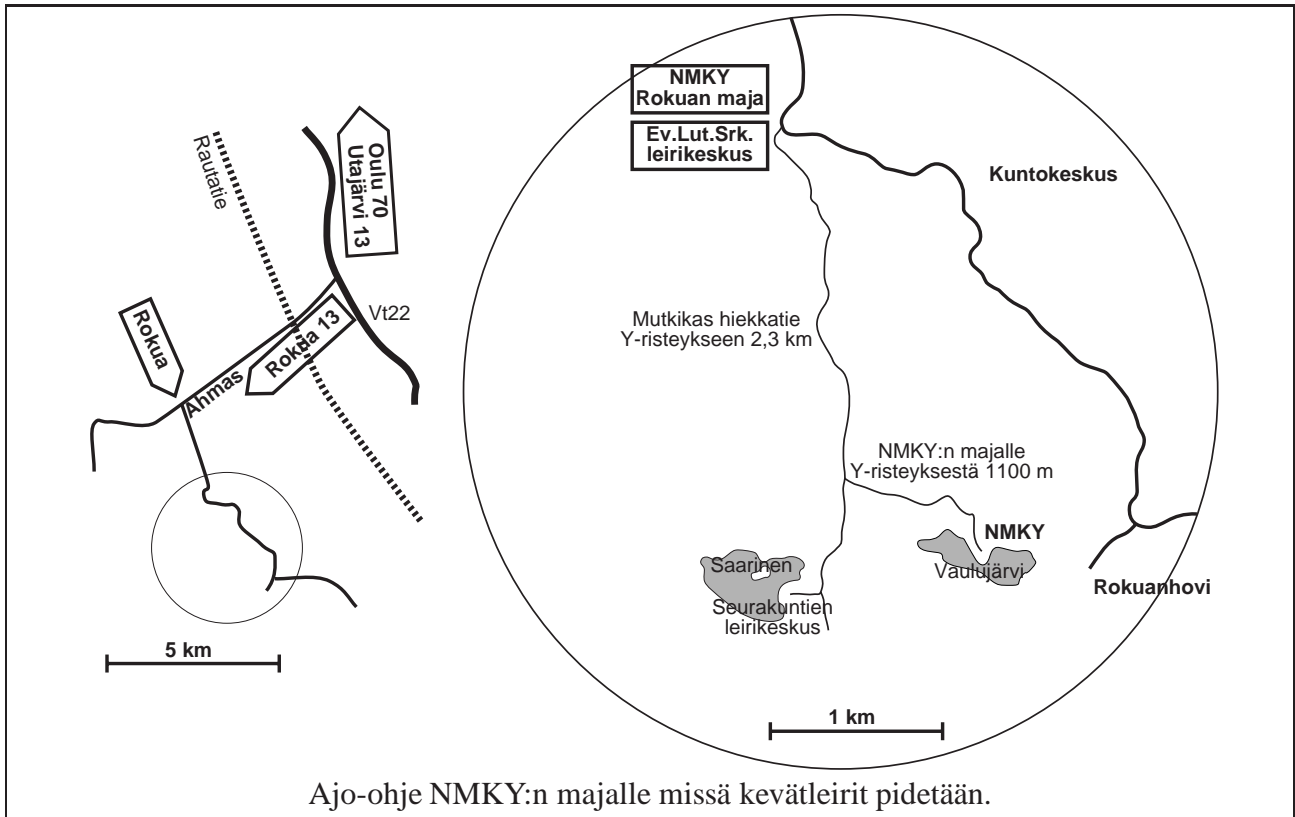 Rautatie
Oulu 70
Utajärvi 13
Vt22
Rokua 13
Rokua
Ahmas
5 km
NMKY
Rokuan maja
Ev.Lut.Srk.
leirikeskus
Kuntokeskus
Mutkikas hiekkatie
Y-risteykseen 2,3 km
NMKY:n majalle
Y-risteyksestä 1100 m
NMKY
Vaulujärvi
Saarinen
Seurakuntien
leirikeskus
Rokuanhovi
1 km
Ajo-ohje NMKY:n majalle missä kevätleirit pidetään.